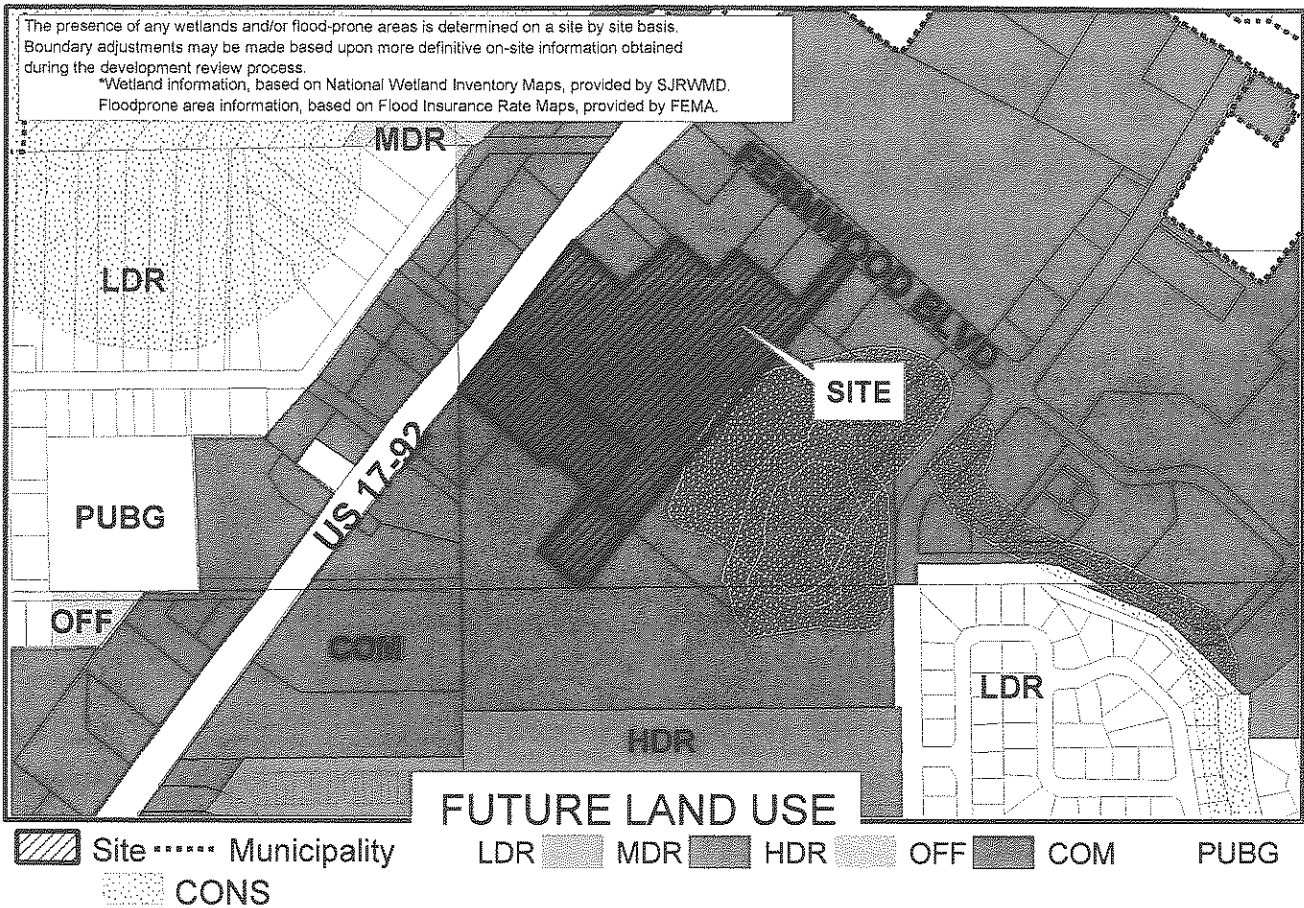 The presence of any wetlands and/or flood-prone areas is determined on a site by site basis.
Boundary adjustments may be made based upon more definitive on-site information obtained
during the development review process.
*Wetland information, based on National Wetland Inventory Maps, provided by SJRWMD.
Floodprone area information, based on Flood Insurance Rate Maps, provided by FEMA.
MDR
LDR
FERNWOOD BLVD
SITE
US 17-92
PUBG
OFF
COM
LDR
HDR
FUTURE LAND USE
Site Municipality LDR MDR HDR OFF COM PUBG
CONS